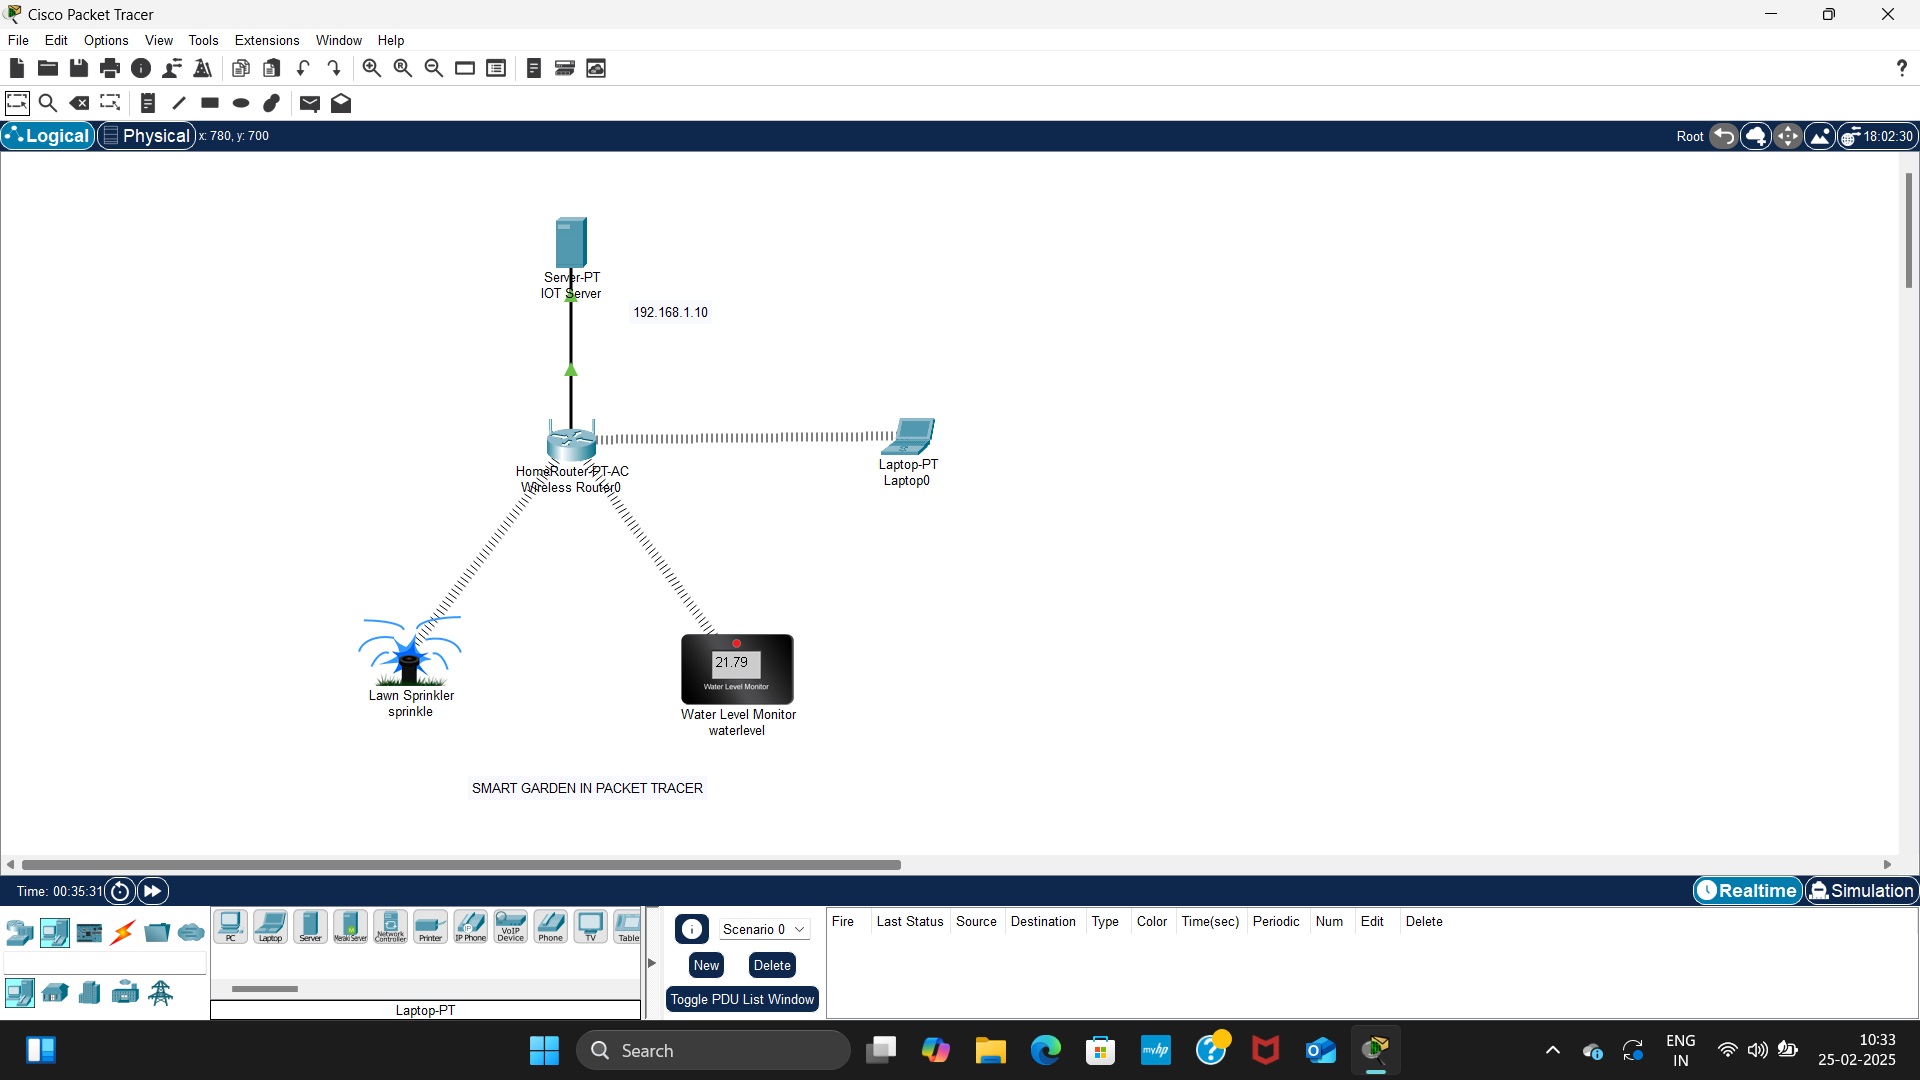 Cisco Packet Tracer
File Edit Options View Tools Extensions Window Help
?
Logical Physical x: 780, y: 700 Root 18:02:30
Server-PT
IOT Server
192.168.1.10
HomeRouter-PT-AC
Wireless Router0
Laptop-PT
Laptop0
Lawn Sprinkler
sprinkle
21.79
Water Level Monitor
Water Level Monitor
waterlevel
SMART GARDEN IN PACKET TRACER
Time: 00:35:31 Realtime Simulation
PC Laptop Server MerakiServer Network Controller Printer IP Phone VoIP Device Phone TV Table
Laptop-PT
Scenario 0
New Delete
Toggle PDU List Window
Fire Last Status Source Destination Type Color Time(sec) Periodic Num Edit Delete
Search
myhp
ENG
IN
10:33
25-02-2025